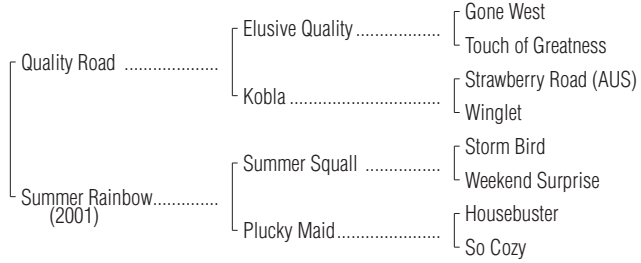 Gone West
Elusive Quality ..................
Touch of Greatness
Quality Road ....................
Strawberry Road (AUS)
Kobla ................................
Winglet
Storm Bird
Summer Squall ................
Weekend Surprise
Summer Rainbow..............
(2001)
Housebuster
Plucky Maid......................
So Cozy